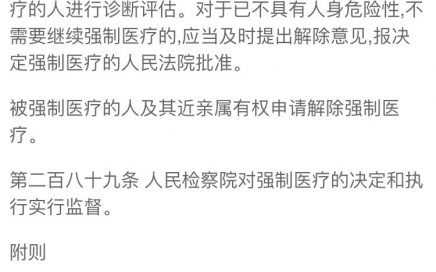 疗的人进行诊断评估。对于已不具有人身危险性,不
需要继续强制医疗的,应当及时提出解除意见,报决
定强制医疗的人民法院批准。
被强制医疗的人及其近亲属有权申请解除强制医
疗。
第二百八十九条 人民检察院对强制医疗的决定和执
行实行监督。
附则